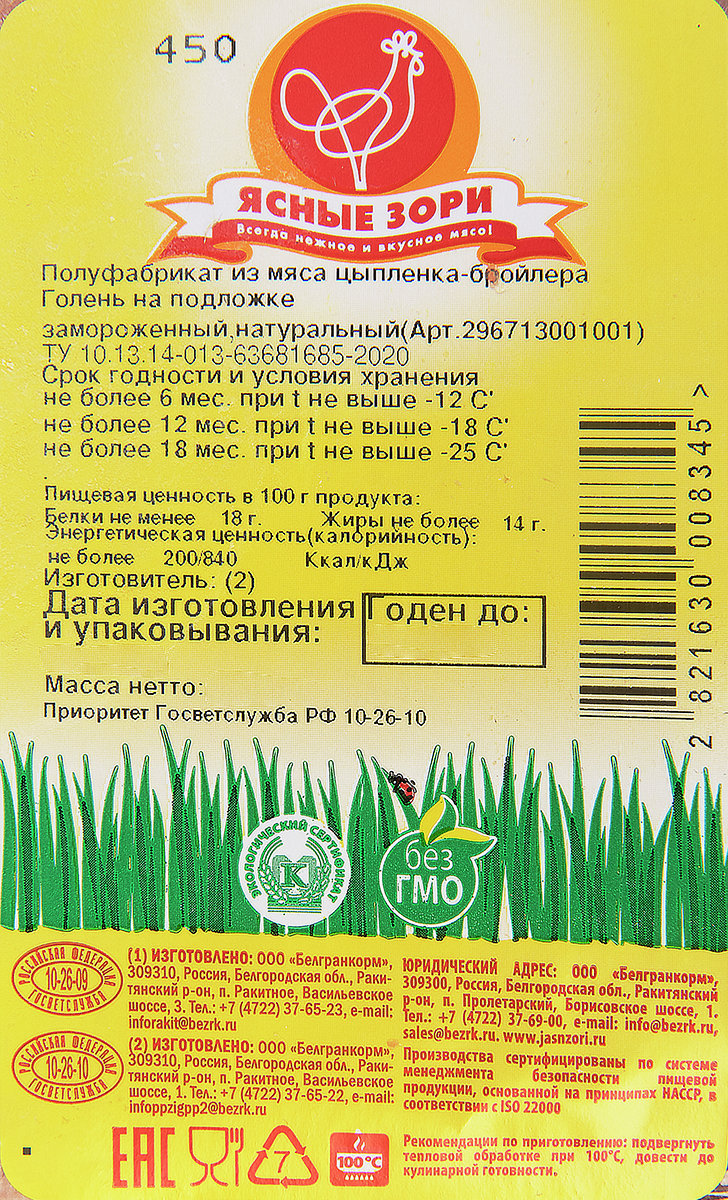 450
ЯСНЫЕ ЗОРИ
Всегда нежное и вкусное мясо!
Полуфабрикат из мяса цыпленка-бройлера
Голень на подложке
замороженный,натуральный(Арт.296713001001)
ТУ 10.13.14-013-63681685-2020
Срок годности и условия хранения
не более 6 мес. при t не выше -12 С'
не более 12 мес. при t не выше -18 С'
не более 18 мес. при t не выше -25 С'
.
Пищевая ценность в 100 г продукта:
Белки не менее 18 г. Жиры не более 14 г.
Энергетическая ценность(калорийность):
не более 200/840 Ккал/кДж
Изготовитель: (2)
Дата изготовления
и упаковывания:
Годен до:
Масса нетто:
Приоритет Госветслужба РФ 10-26-10
2 821630 008345 >
ЭКОЛОГИЧЕСКИЙ СЕРТИФИКАТ
К
без
ГМО
РОССИЙСКАЯ ФЕДЕРАЦИЯ
10-26-09
ГОСВЕТСЛУЖБА
(1) ИЗГОТОВЛЕНО: ООО «Белгранкорм»,
309310, Россия, Белгородская обл., Раки-
тянский р-он, п. Ракитное, Васильевское
шоссе, 3. Тел.: +7 (4722) 37-65-23, e-mail:
inforakit@bezrk.ru
РОССИЙСКАЯ ФЕДЕРАЦИЯ
10-26-10
ГОСВЕТСЛУЖБА
(2) ИЗГОТОВЛЕНО: ООО «Белгранкорм»,
309310, Россия, Белгородская обл., Раки-
тянский р-он, п. Ракитное, Васильевское
шоссе, 1. Тел.: +7 (4722) 37-65-22, e-mail:
infoppzigpp2@bezrk.ru
ЮРИДИЧЕСКИЙ АДРЕС: ООО «Белгранкорм»,
309300, Россия, Белгородская обл., Ракитянский
р-он, п. Пролетарский, Борисовское шоссе, 1.
Тел.: +7 (4722) 37-69-00, e-mail: info@bezrk.ru,
sales@bezrk.ru. www.jasnzori.ru
Производства сертифицированы по системе
менеджмента безопасности пищевой
продукции, основанной на принципах НАССР, в
соответствии с ISO 22000
EAC
7
100°C
Рекомендации по приготовлению: подвергнуть
тепловой обработке при 100°С, довести до
кулинарной готовности.